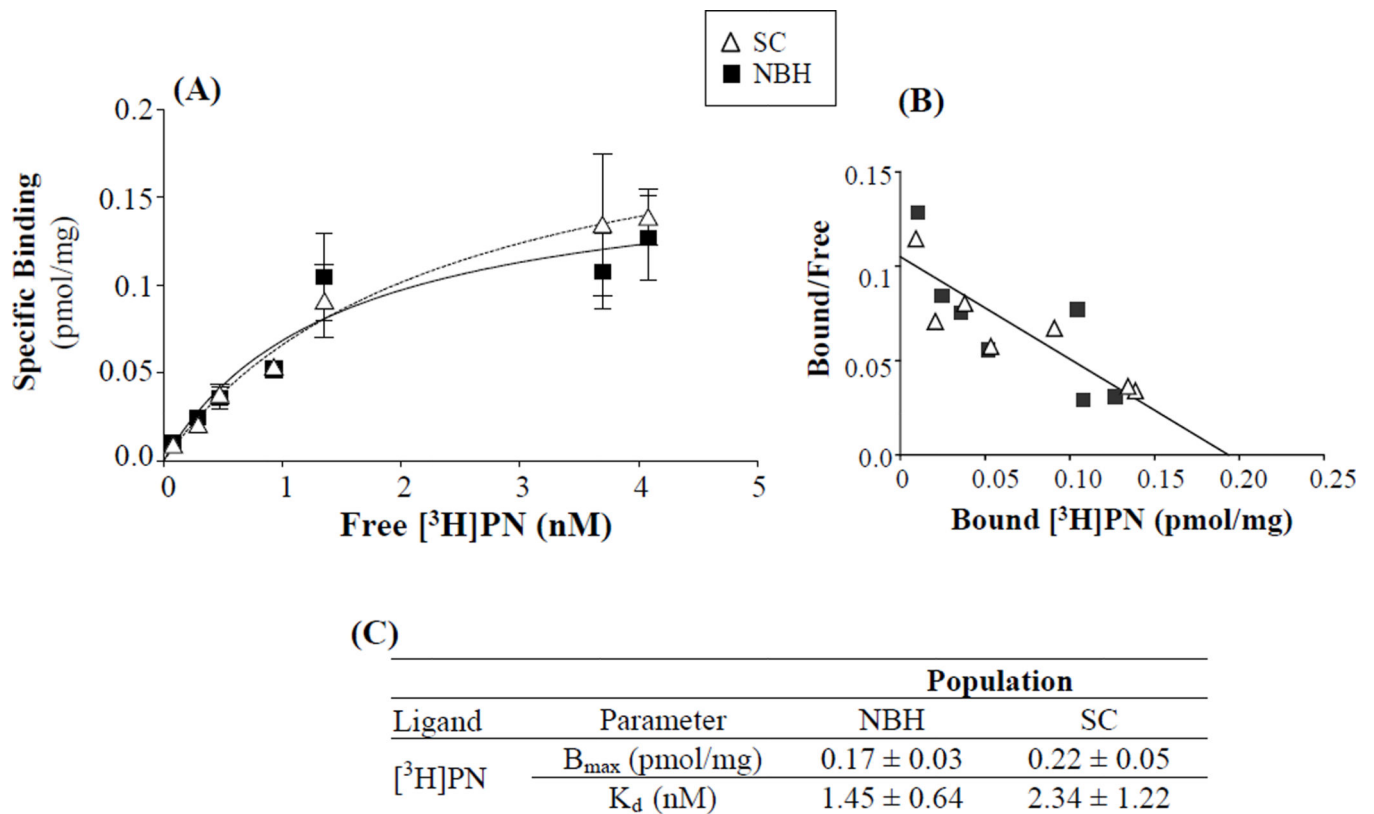 SC
NBH
(A)
0.2
0.15
0.1
0.05
0.0
Specific Binding
(pmol/mg)
0 1 2 3 4 5
Free [³H]PN (nM)
(B)
0.15
0.1
0.05
0.0
Bound/Free
0 0.05 0.10 0.15 0.20 0.25
Bound [³H]PN (pmol/mg)
(C)
Population
Ligand Parameter NBH SC
[³H]PN
Bmax (pmol/mg) 0.17 ± 0.03 0.22 ± 0.05
Kd (nM) 1.45 ± 0.64 2.34 ± 1.22